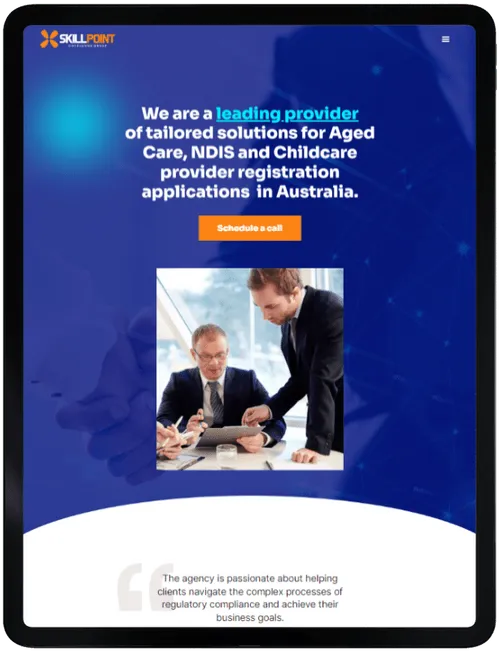 SKILLPOINT
We are a leading provider
of tailored solutions for Aged
Care, NDIS and Childcare
provider registration
applications in Australia.
Schedule a call
The agency is passionate about helping
clients navigate the complex processes of
regulatory compliance and achieve their
business goals.